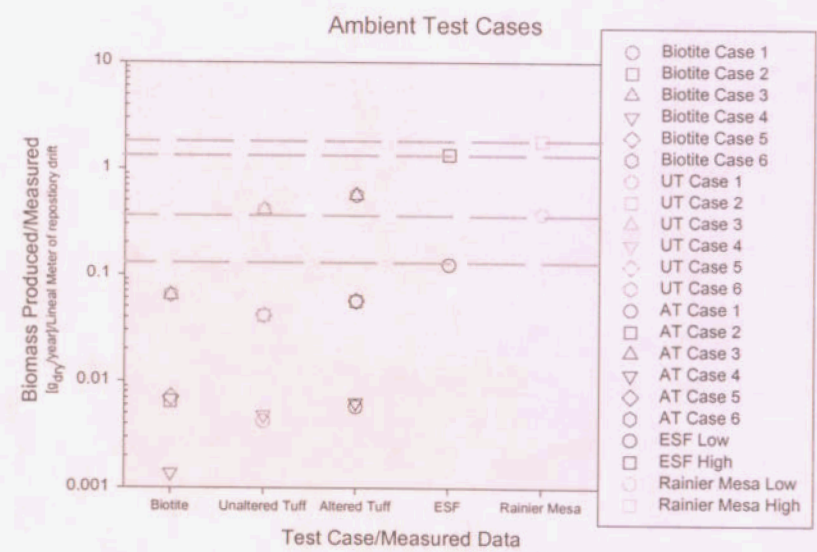 Ambient Test Cases
10
1
0.1
0.01
0.001
Biomass Produced/Measured
[g_dry/year]/Lineal Meter of repostiory drift
Biotite
Unaltered Tuff
Altered Tuff
ESF
Rainier Mesa
Test Case/Measured Data
Biotite Case 1
Biotite Case 2
Biotite Case 3
Biotite Case 4
Biotite Case 5
Biotite Case 6
UT Case 1
UT Case 2
UT Case 3
UT Case 4
UT Case 5
UT Case 6
AT Case 1
AT Case 2
AT Case 3
AT Case 4
AT Case 5
AT Case 6
ESF Low
ESF High
Rainier Mesa Low
Rainier Mesa High